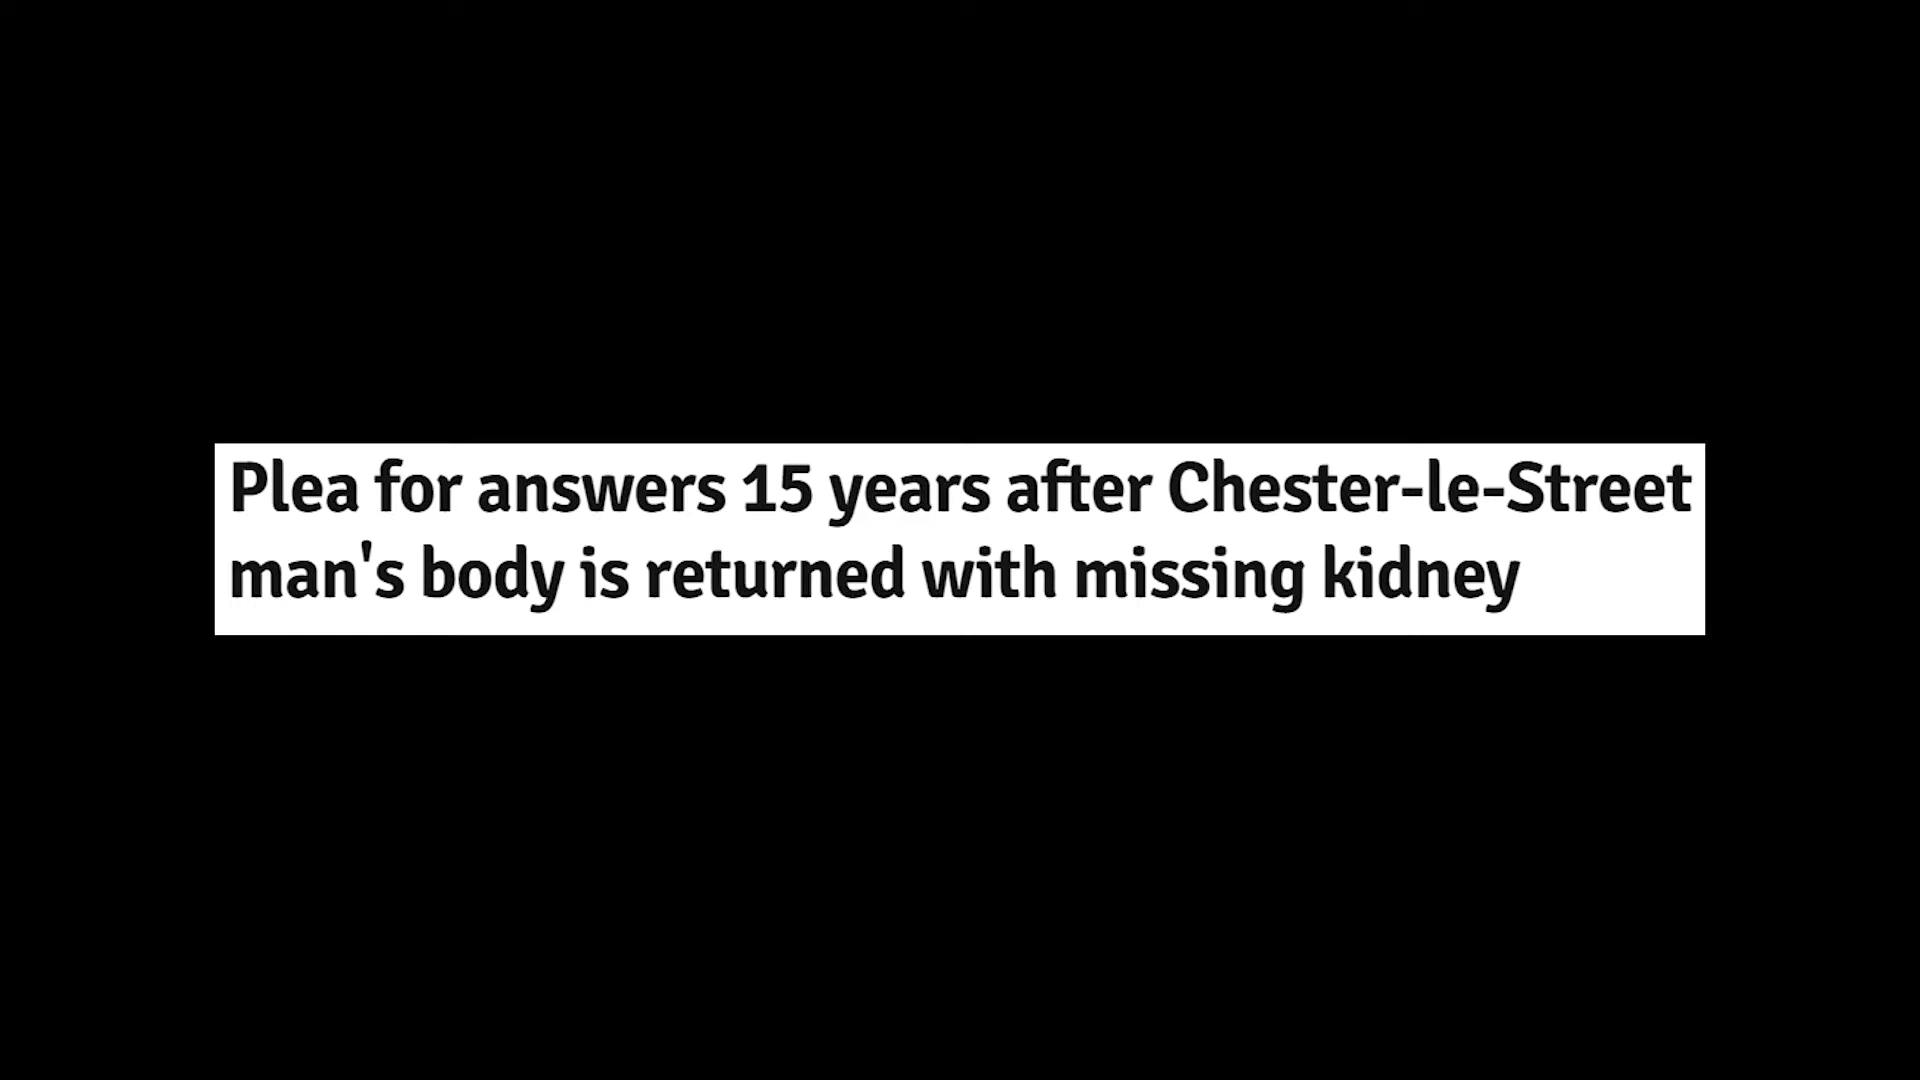 Plea for answers 15 years after Chester-le-Street
man's body is returned with missing kidney